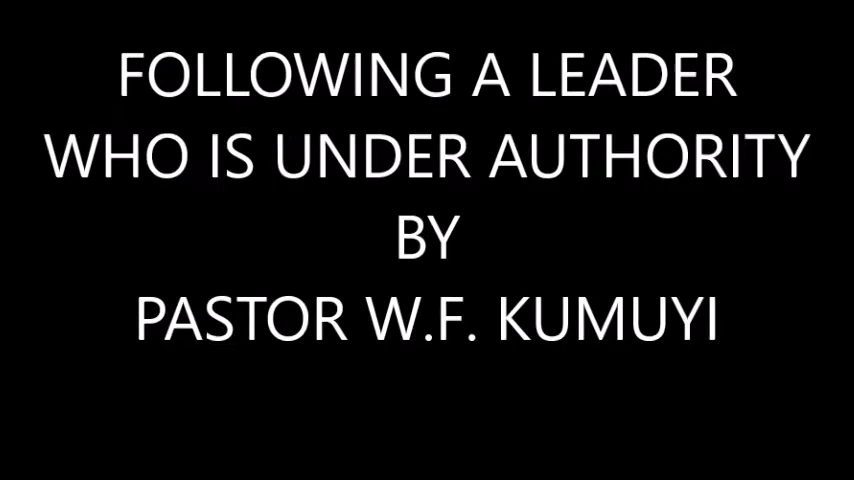 FOLLOWING A LEADER
WHO IS UNDER AUTHORITY
BY
PASTOR W.F. KUMUYI